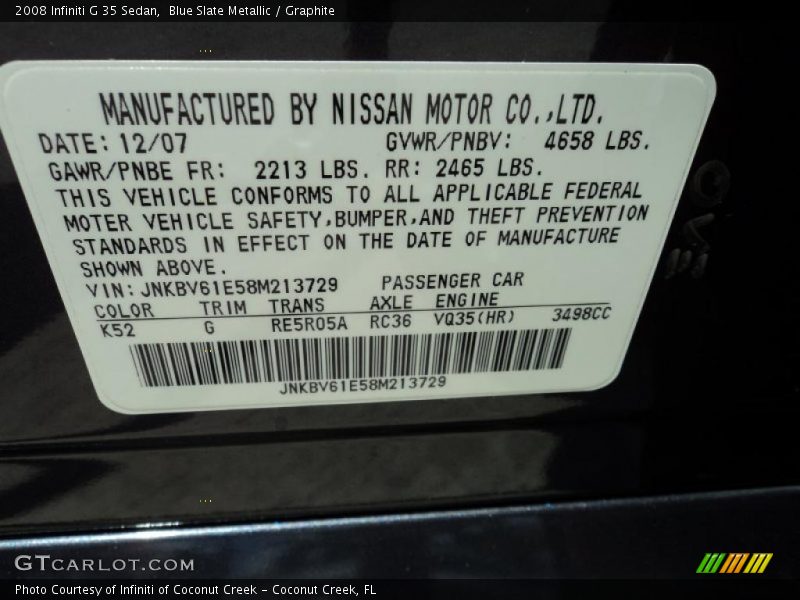 2008 Infiniti G 35 Sedan,  Blue Slate Metallic / Graphite
MANUFACTURED BY NISSAN MOTOR CO.,LTD.
DATE: 12/07 GVWR/PNBV: 4658 LBS.
GAWR/PNBE FR: 2213 LBS. RR: 2465 LBS.
THIS VEHICLE CONFORMS TO ALL APPLICABLE FEDERAL
MOTER VEHICLE SAFETY,BUMPER,AND THEFT PREVENTION
STANDARDS IN EFFECT ON THE DATE OF MANUFACTURE
SHOWN ABOVE.
VIN: JNKBV61E58M213729 PASSENGER CAR
COLOR TRIM TRANS AXLE ENGINE
K52 G RE5R05A RC36 VQ35(HR) 3498CC
JNKBV61E58M213729
GTCARLOT.COM
Photo Courtesy of Infiniti of Coconut Creek - Coconut Creek, FL